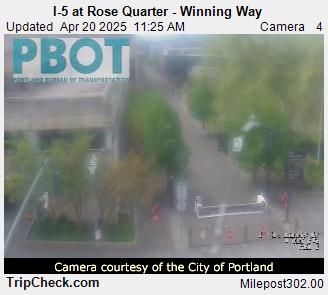 I-5 at Rose Quarter - Winning Way
Updated Apr 20 2025 11:25 AM Camera 4
PBOT
PORTLAND BUREAU OF TRANSPORTATION
Camera courtesy of the City of Portland
TripCheck.com Milepost302.00